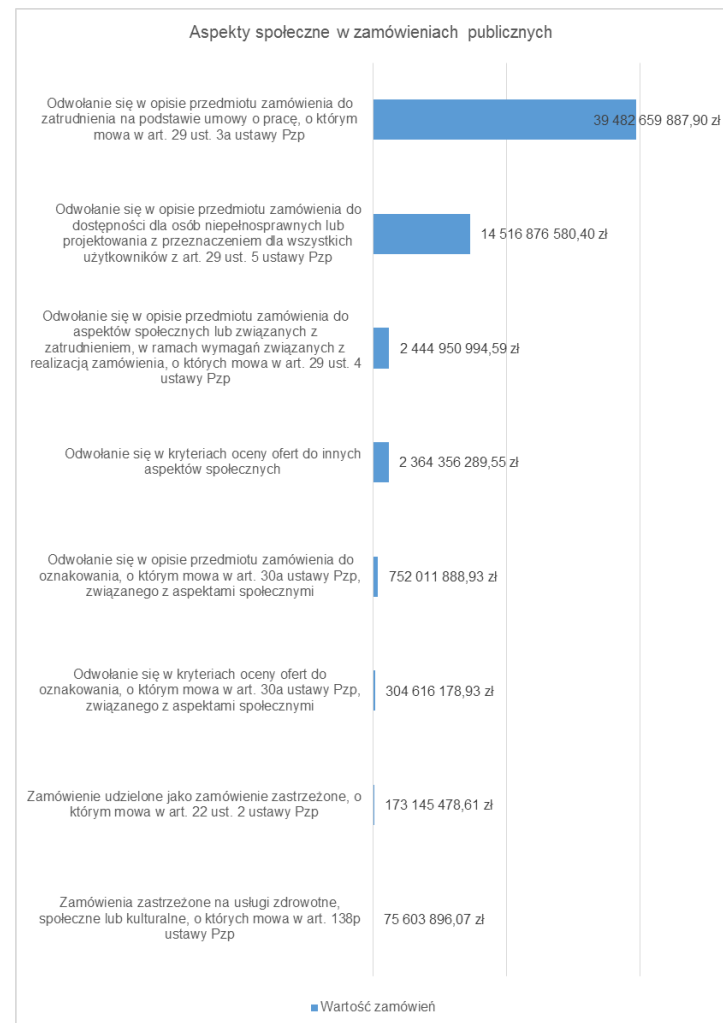 Aspekty społeczne w zamówieniach publicznych
Odwołanie się w opisie przedmiotu zamówienia do
zatrudnienia na podstawie umowy o pracę, o którym
mowa w art. 29 ust. 3a ustawy Pzp
39 482 659 887,90 zł
Odwołanie się w opisie przedmiotu zamówienia do
dostępności dla osób niepełnosprawnych lub
projektowania z przeznaczeniem dla wszystkich
użytkowników z art. 29 ust. 5 ustawy Pzp
14 516 876 580,40 zł
Odwołanie się w opisie przedmiotu zamówienia do
aspektów społecznych lub związanych z
zatrudnieniem, w ramach wymagań związanych z
realizacją zamówienia, o których mowa w art. 29 ust. 4
ustawy Pzp
2 444 950 994,59 zł
Odwołanie się w kryteriach oceny ofert do innych
aspektów społecznych
2 364 356 289,55 zł
Odwołanie się w opisie przedmiotu zamówienia do
oznakowania, o którym mowa w art. 30a ustawy Pzp,
związanego z aspektami społecznymi
752 011 888,93 zł
Odwołanie się w kryteriach oceny ofert do
oznakowania, o którym mowa w art. 30a ustawy Pzp,
związanego z aspektami społecznymi
304 616 178,93 zł
Zamówienie udzielone jako zamówienie zastrzeżone, o
którym mowa w art. 22 ust. 2 ustawy Pzp
173 145 478,61 zł
Zamówienia zastrzeżone na usługi zdrowotne,
społeczne lub kulturalne, o których mowa w art. 138p
ustawy Pzp
75 603 896,07 zł
Wartość zamówień